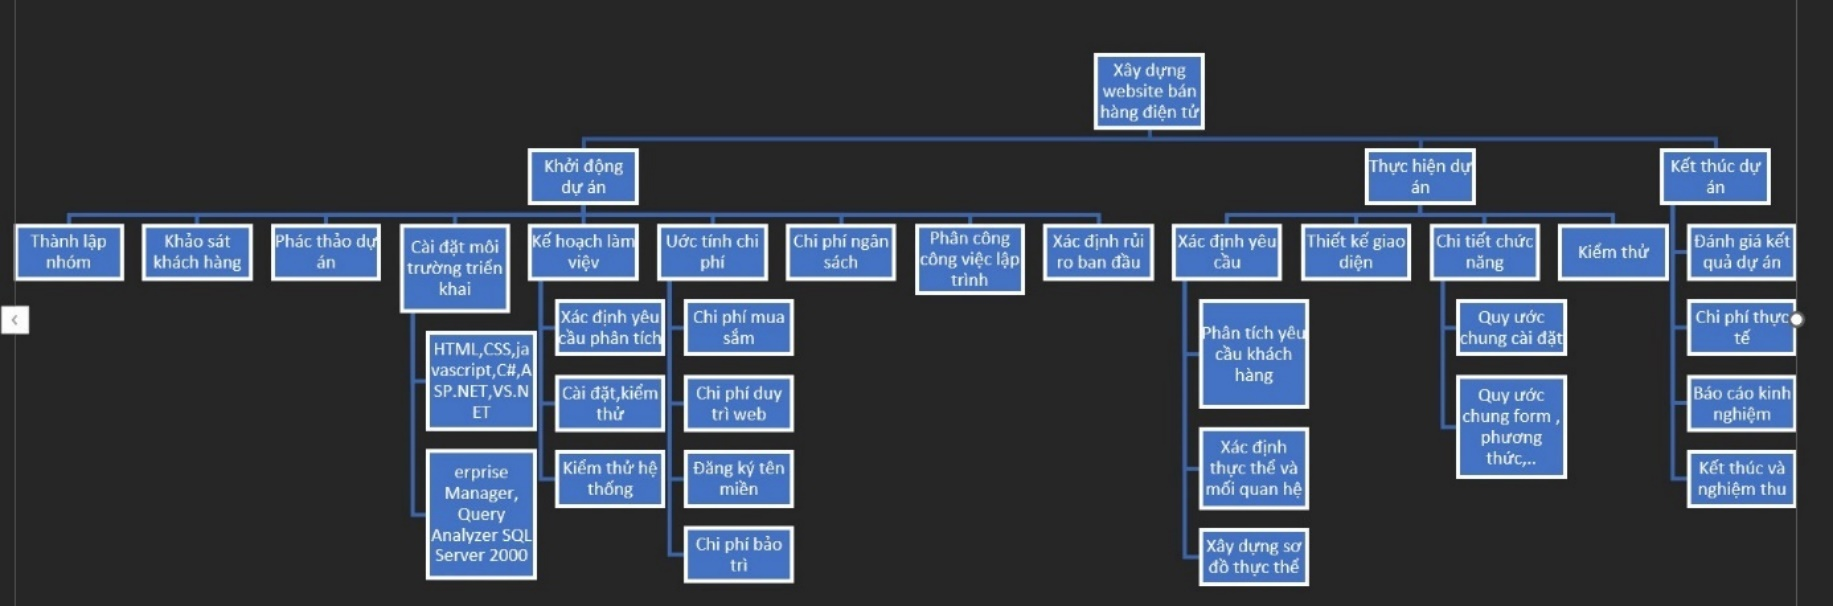 Xây dựng
website bán
hàng điện tử
Khởi động
dự án
Thực hiện dự
án
Kết thúc dự
án
Thành lập
nhóm
Khảo sát
khách hàng
Phác thảo dự
án
Cài đặt môi
trường triển
khai
Kế hoạch làm
việv
Uớc tính chi
phí
Chi phí ngân
sách
Phân công
công việc lập
trình
Xác định rủi
ro ban đầu
Xác định yêu
cầu
Thiết kế giao
diện
Chi tiết chức
năng
Kiểm thử
Đánh giá kết
quả dự án
HTML,CSS,ja
vascript,C#,A
SP.NET,VS.N
ET
erprise
Manager,
Query
Analyzer SQL
Server 2000
Xác định yêu
cầu phân tích
Cài đặt,kiểm
thử
Kiểm thử hệ
thống
Chi phí mua
sắm
Chi phí duy
trì web
Đăng ký tên
miền
Chi phí bảo
trì
Phân tích yêu
cầu khách
hàng
Xác định
thực thể và
mối quan hệ
Xây dựng sơ
đồ thực thể
Quy ước
chung cài đặt
Quy ước
chung form ,
phương
thức,..
Chi phí thực
tế
Báo cáo kinh
nghiệm
Kết thúc và
nghiệm thu